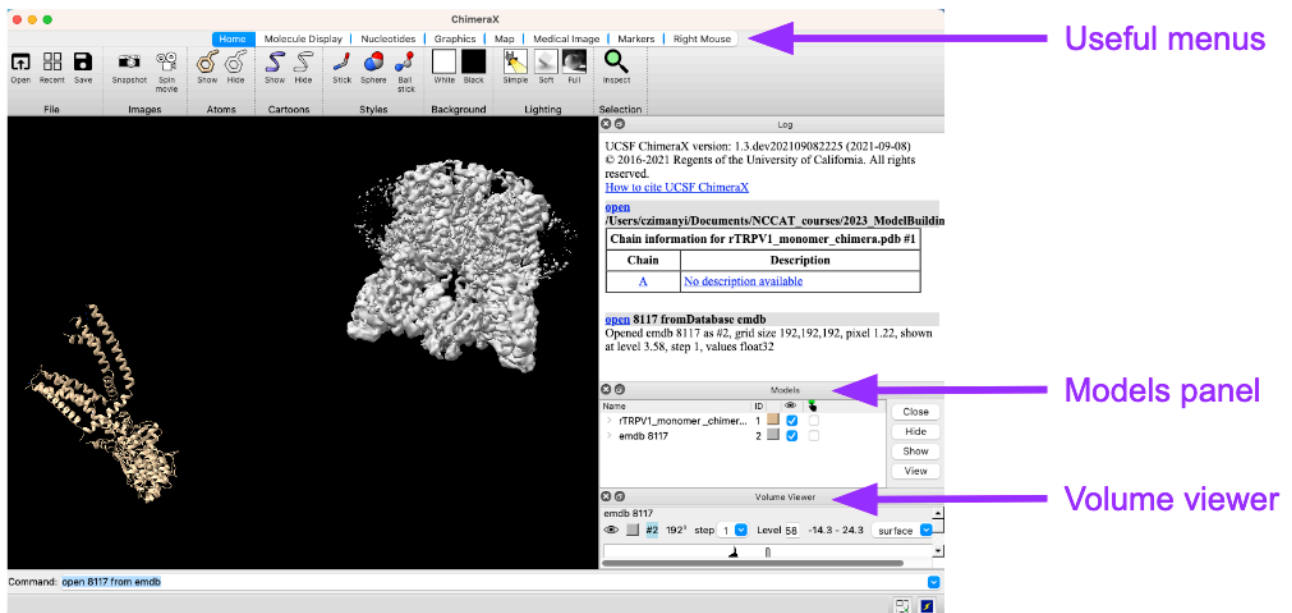 ChimeraX
Home Molecule Display Nucleotides Graphics Map Medical Image Markers Right Mouse
Useful menus
Open Recent Save Snapshot Spin movie Show Hide Show Hide Stick Sphere Ball stick White Black Simple Soft Full Inspect
File Images Atoms Cartoons Styles Background Lighting Selection
Log
UCSF ChimeraX version: 1.3.dev202109082225 (2021-09-08)
© 2016-2021 Regents of the University of California. All rights
reserved.
How to cite UCSF ChimeraX
open
/Users/czimanyi/Documents/NCCAT_courses/2023_ModelBuildin
Chain information for rTRPV1_monomer_chimera.pdb #1
Chain Description
A No description available
open 8117 fromDatabase emdb
Opened emdb 8117 as #2, grid size 192,192,192, pixel 1.22, shown
at level 3.58, step 1, values float32
Models
Models panel
Name ID
rTRPV1_monomer_chimer... 1
emdb 8117 2
Close
Hide
Show
View
Volume Viewer
Volume viewer
emdb 8117
#2 192³ step 1 Level 58 -14.3 - 24.3 surface
Command: open 8117 from emdb